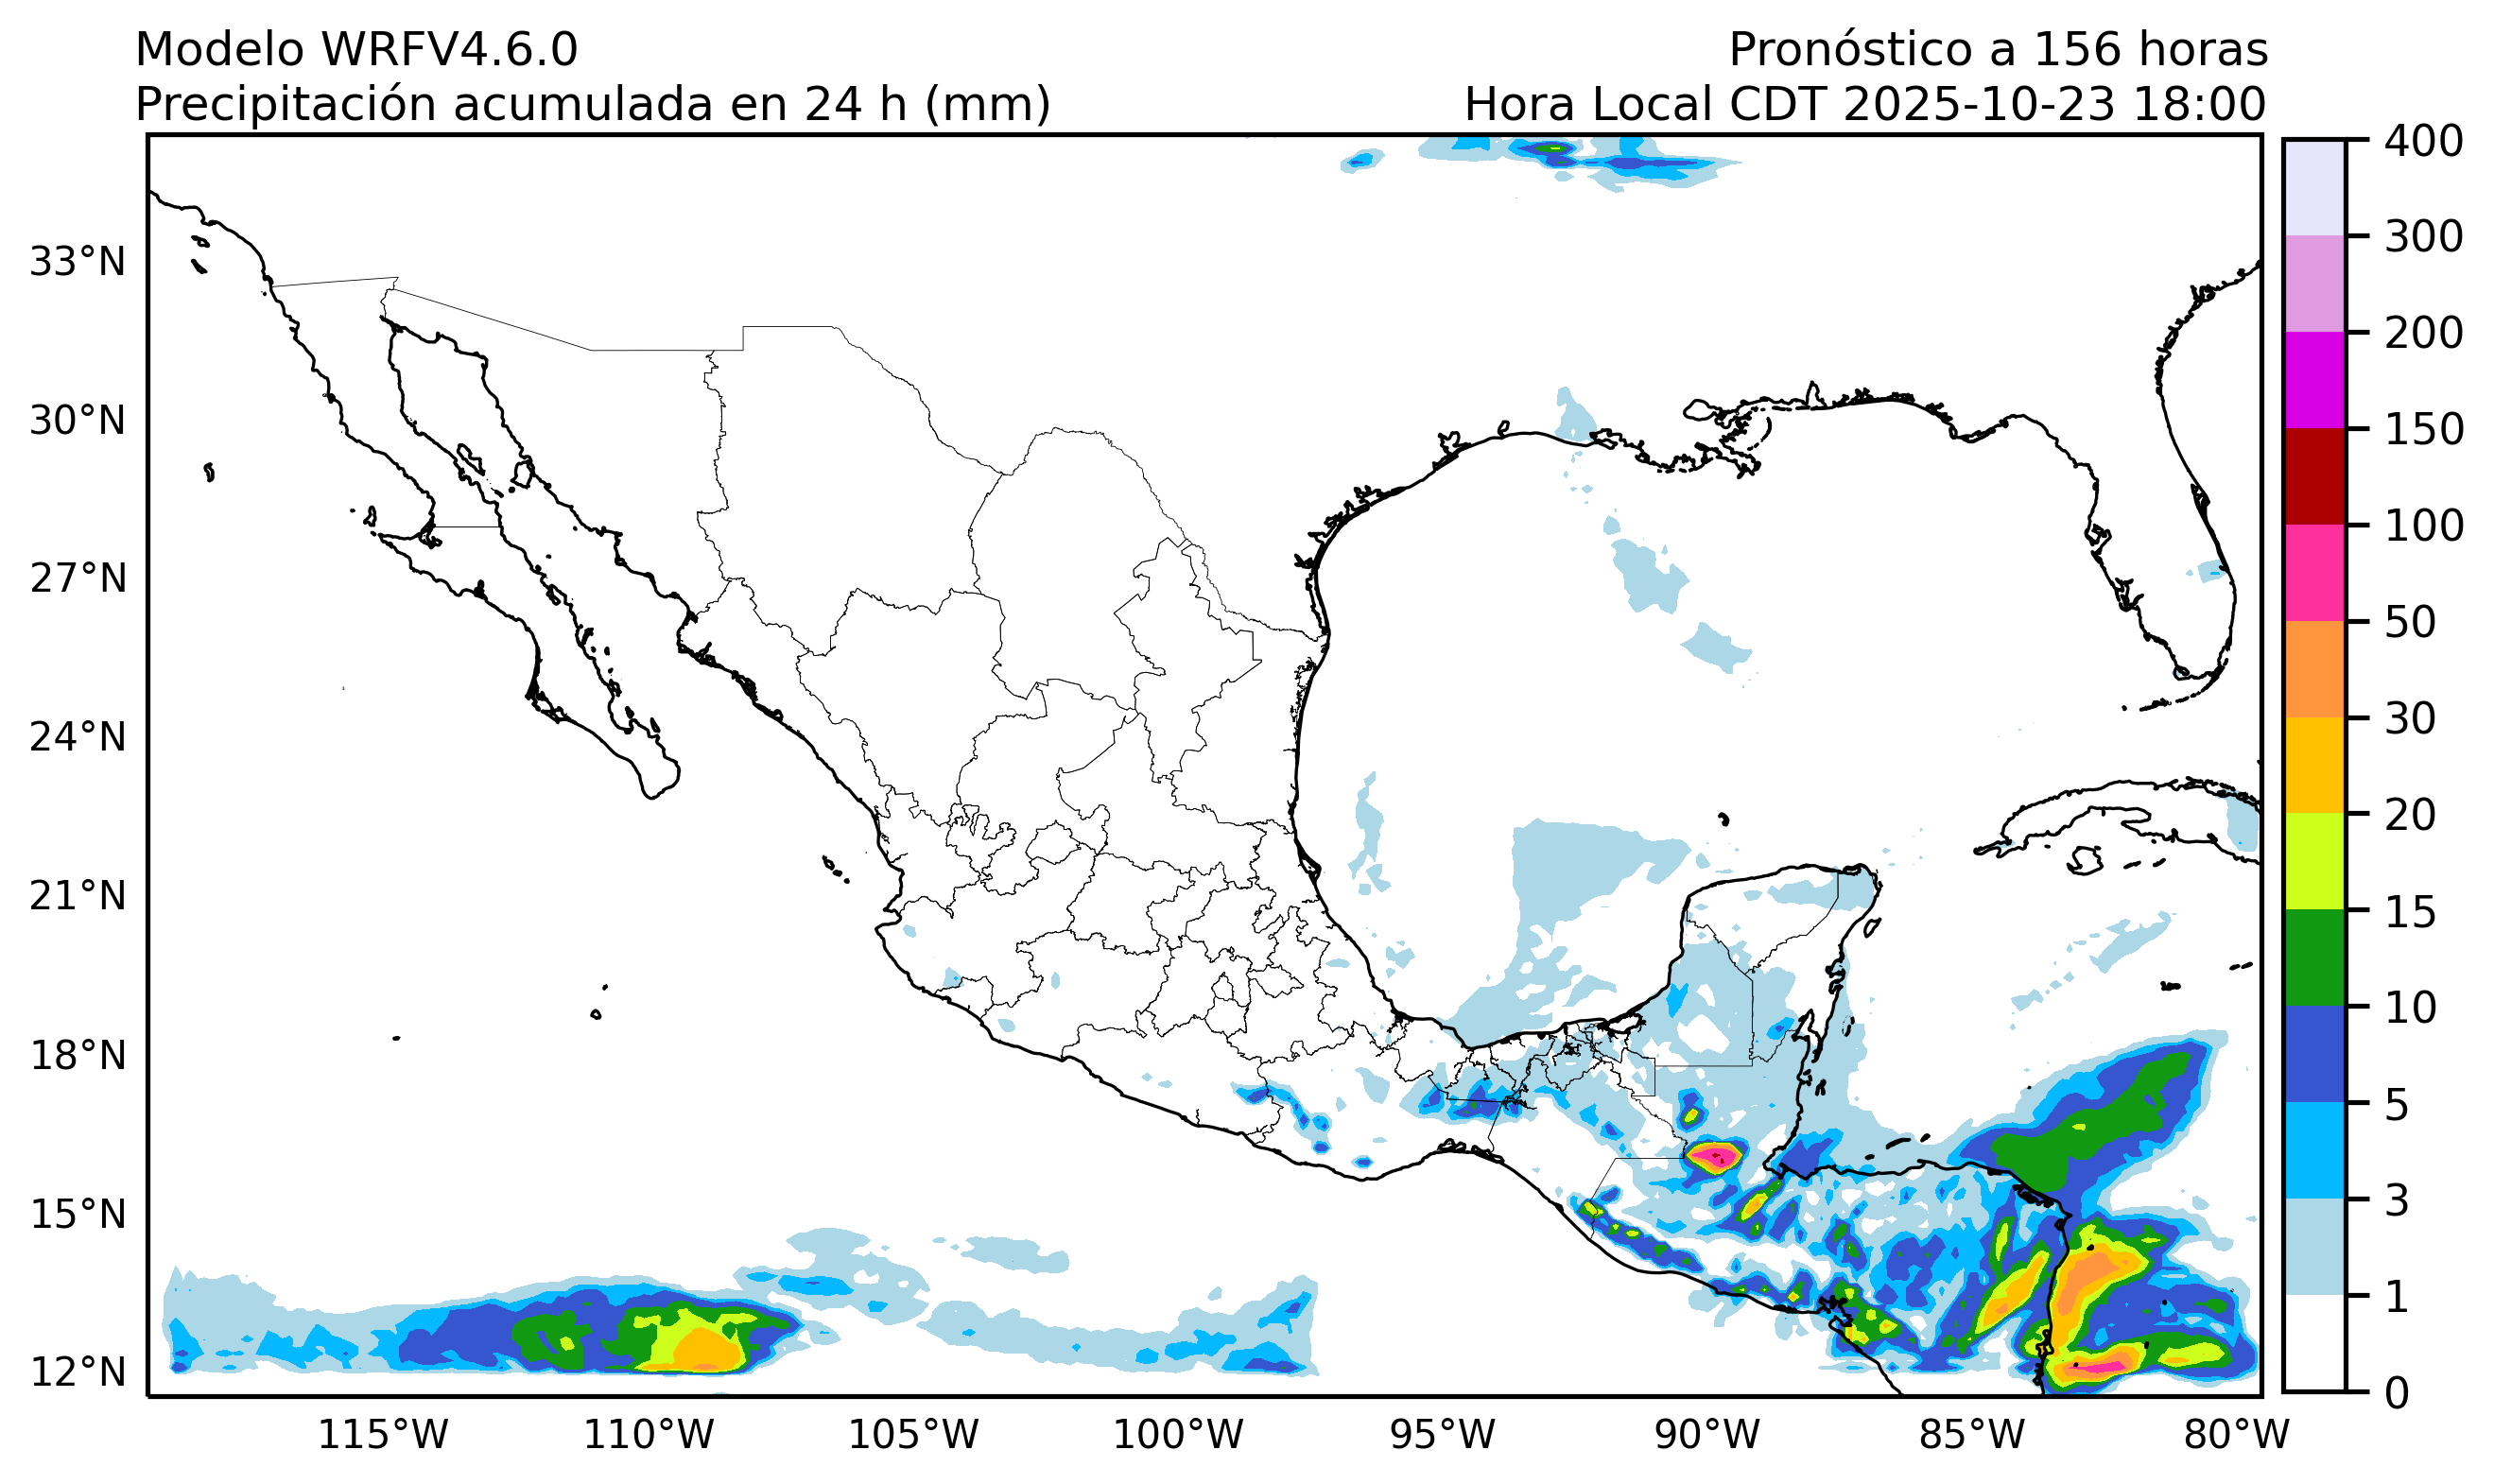 Modelo WRFV4.6.0
Pronóstico a 156 horas
Precipitación acumulada en 24 h (mm)
Hora Local CDT 2025-10-23 18:00
33°N
30°N
27°N
24°N
21°N
18°N
15°N
12°N
115°W
110°W
105°W
100°W
95°W
90°W
85°W
80°W
400
300
200
150
100
50
30
20
15
10
5
3
1
0